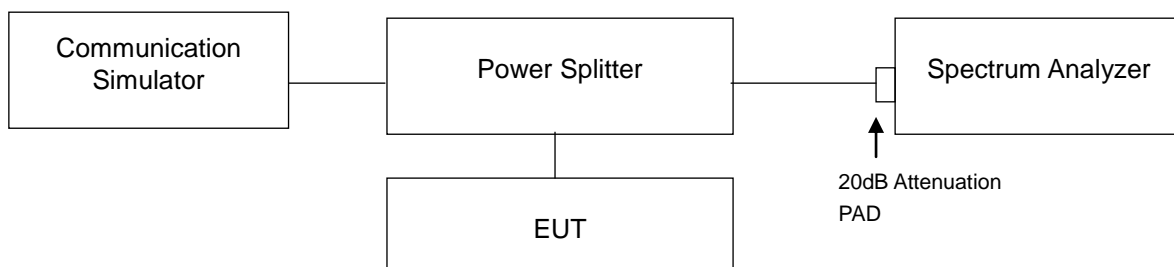 Communication
Simulator
Power Splitter
Spectrum Analyzer
20dB Attenuation
PAD
EUT